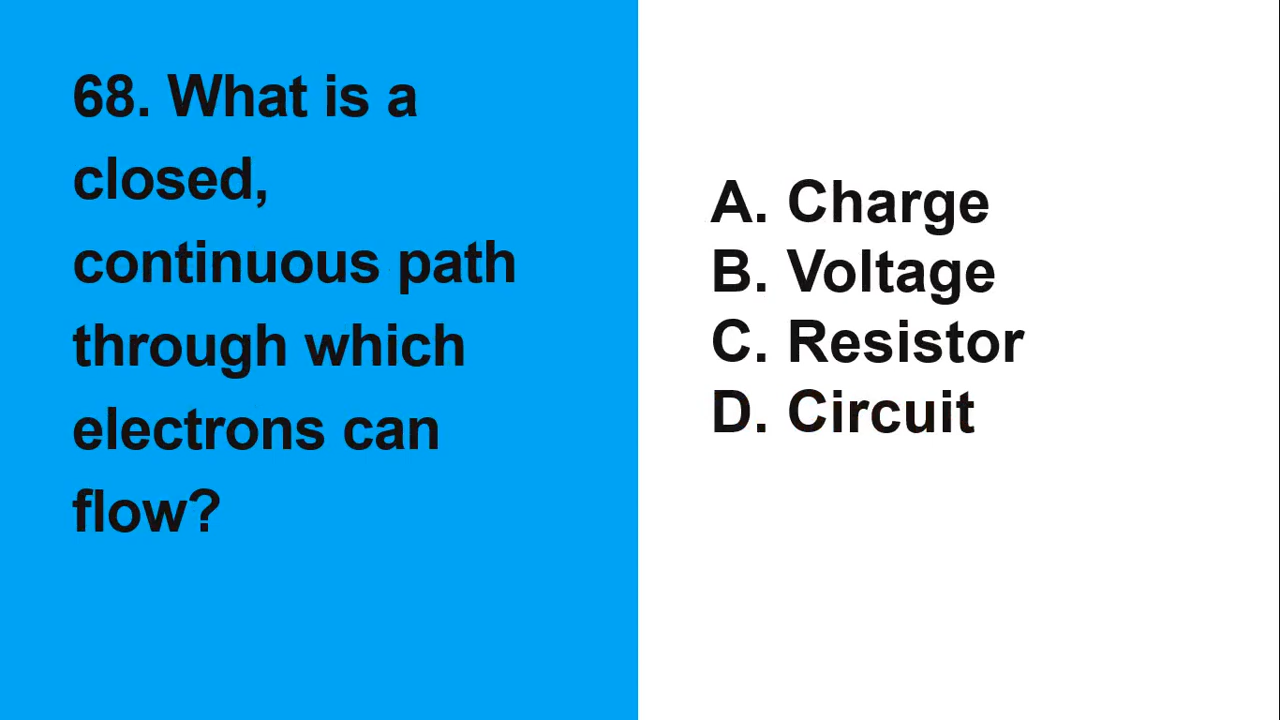 68. What is a
closed,
continuous path
through which
electrons can
flow?
A. Charge
B. Voltage
C. Resistor
D. Circuit